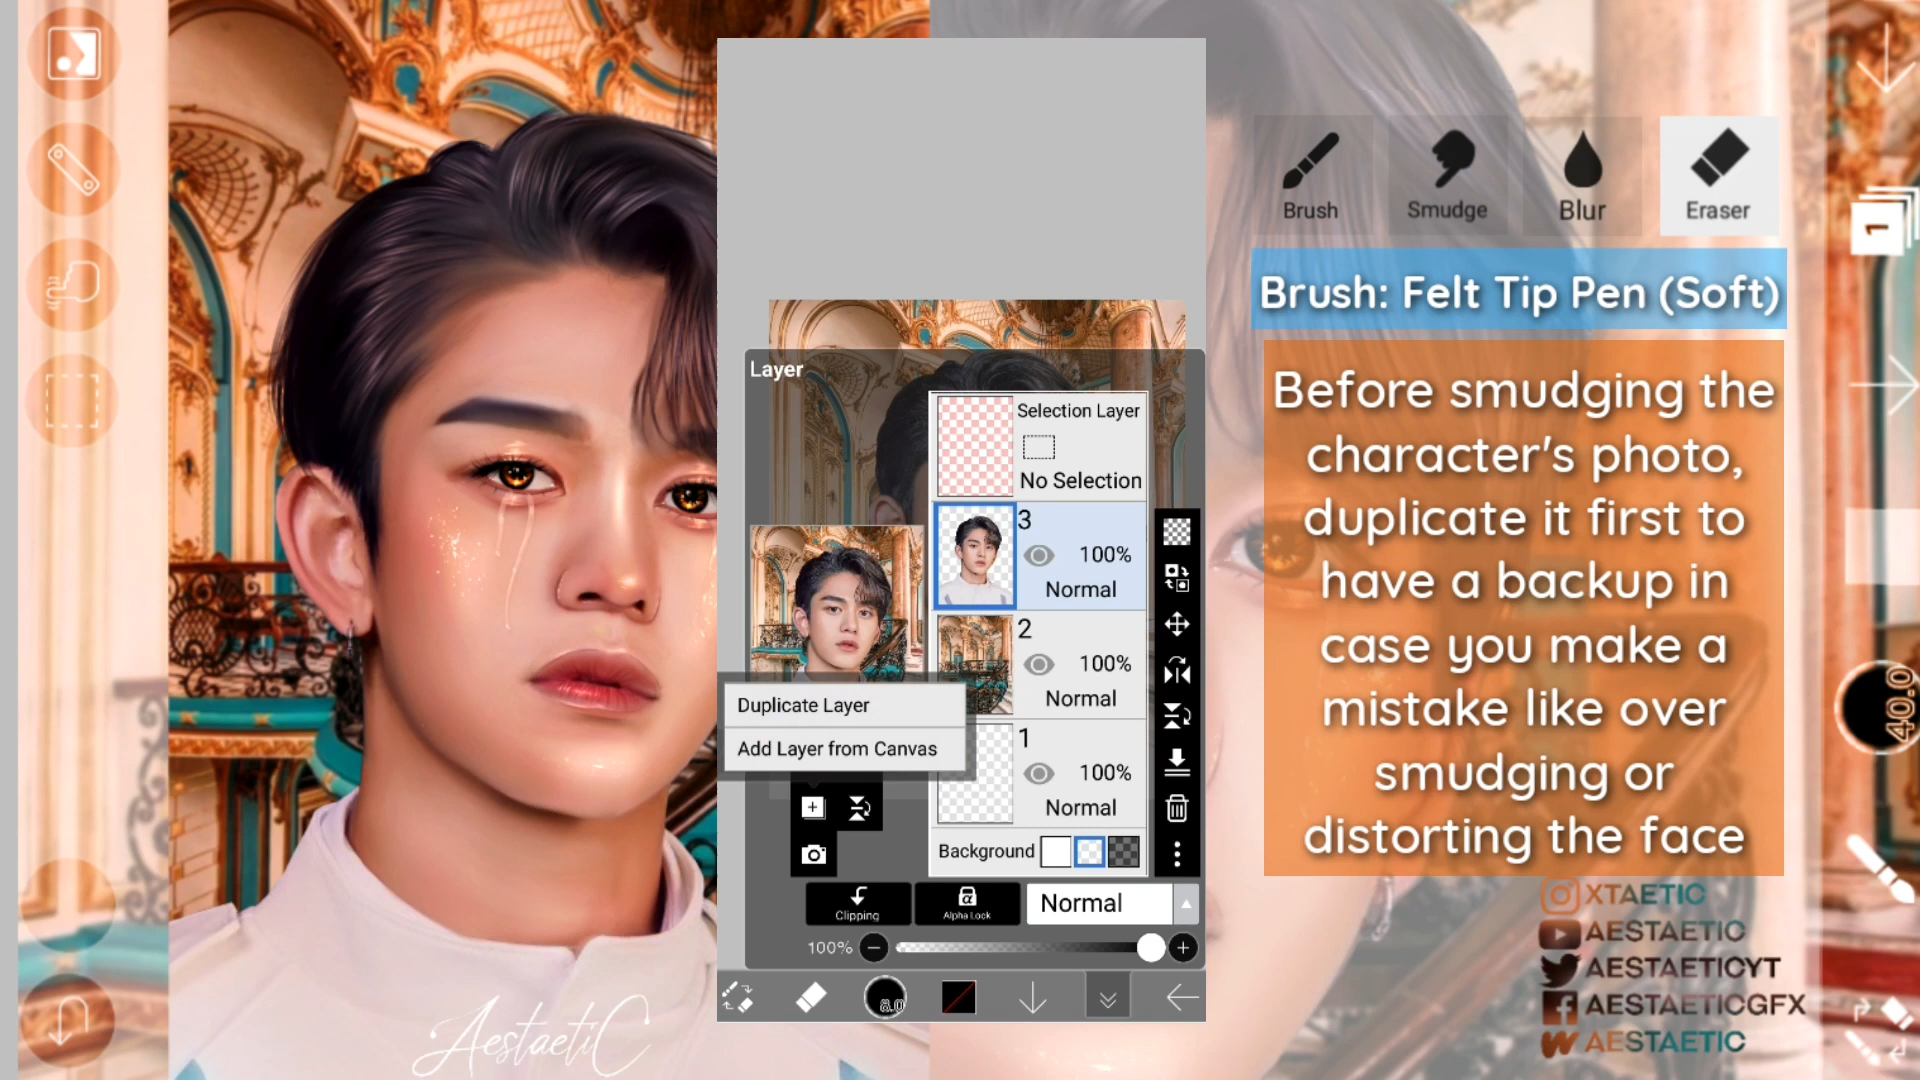 Layer
Selection Layer
No Selection
3
100%
Normal
2
100%
Normal
1
100%
Normal
Background
Duplicate Layer
Add Layer from Canvas
Clipping
Alpha Lock
Normal
100%
8.0
Brush
Smudge
Blur
Eraser
Brush: Felt Tip Pen (Soft)
Before smudging the
character's photo,
duplicate it first to
have a backup in
case you make a
mistake like over
smudging or
distorting the face
XTAETIC
AESTAETIC
AESTAETICYT
AESTAETICGFX
AESTAETIC
1
40.0
AestaetiC